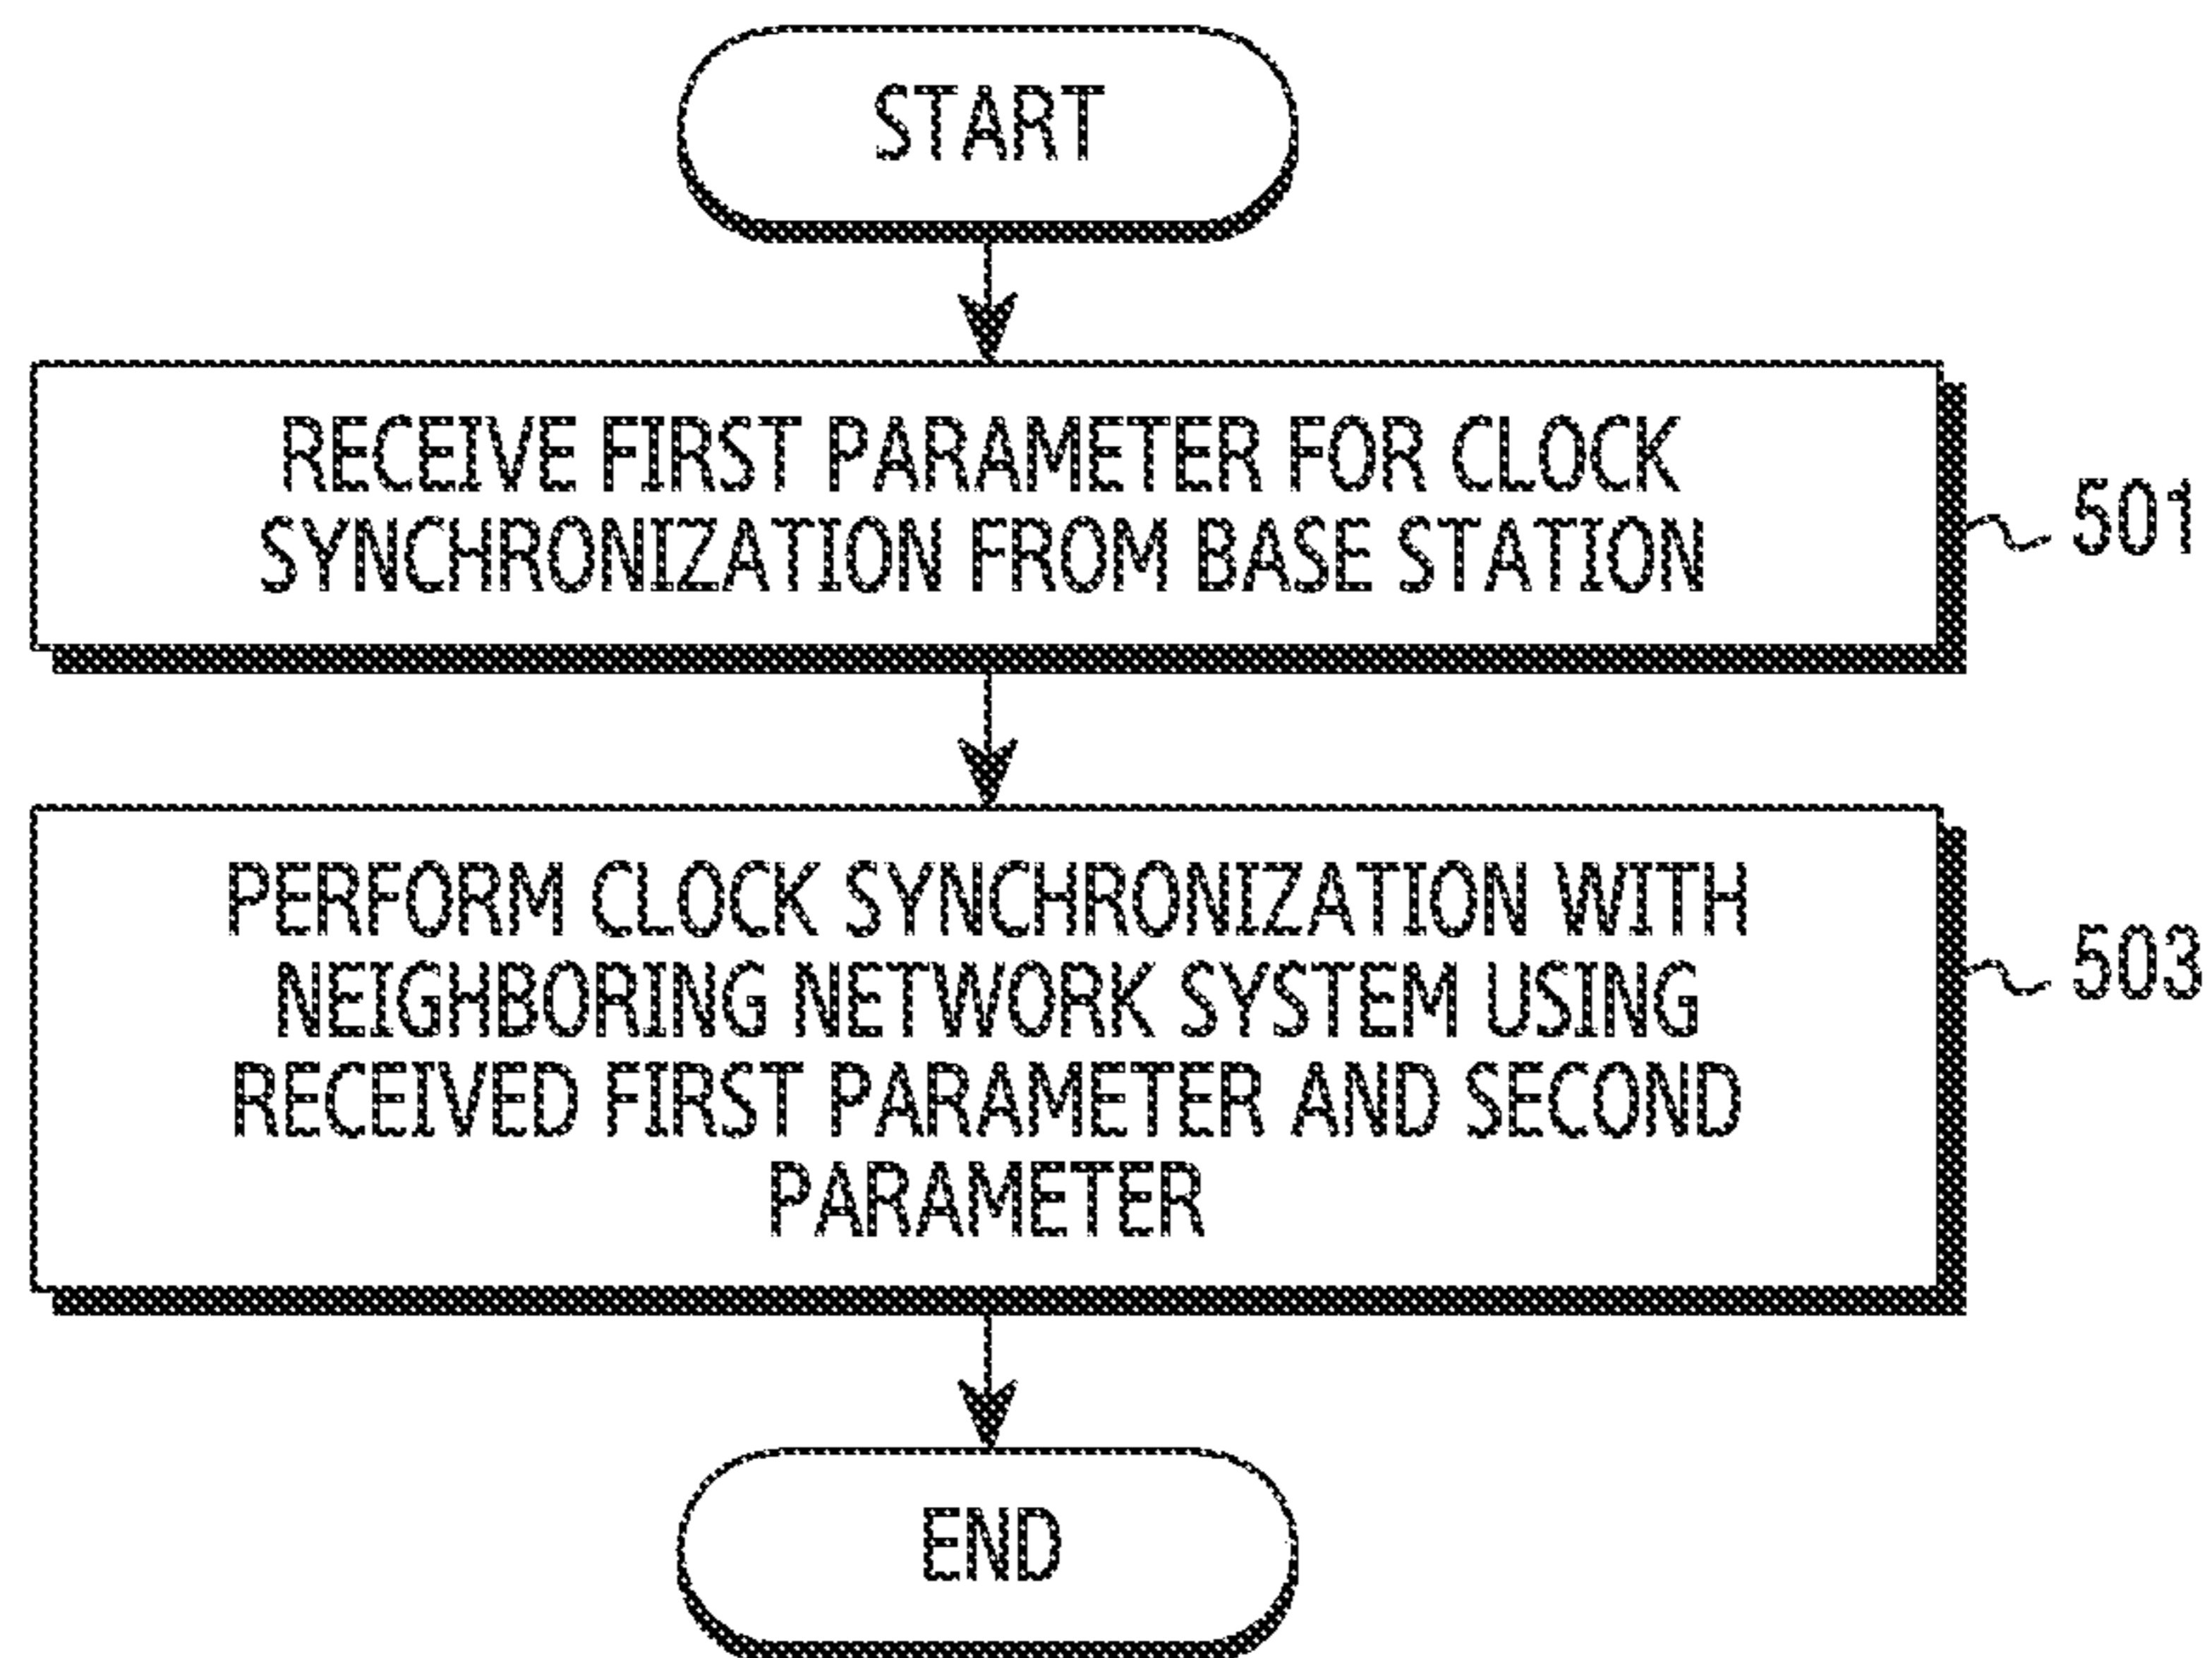 START
RECEIVE FIRST PARAMETER FOR CLOCK
SYNCHRONIZATION FROM BASE STATION
501
PERFORM CLOCK SYNCHRONIZATION WITH
NEIGHBORING NETWORK SYSTEM USING
RECEIVED FIRST PARAMETER AND SECOND
PARAMETER
503
END